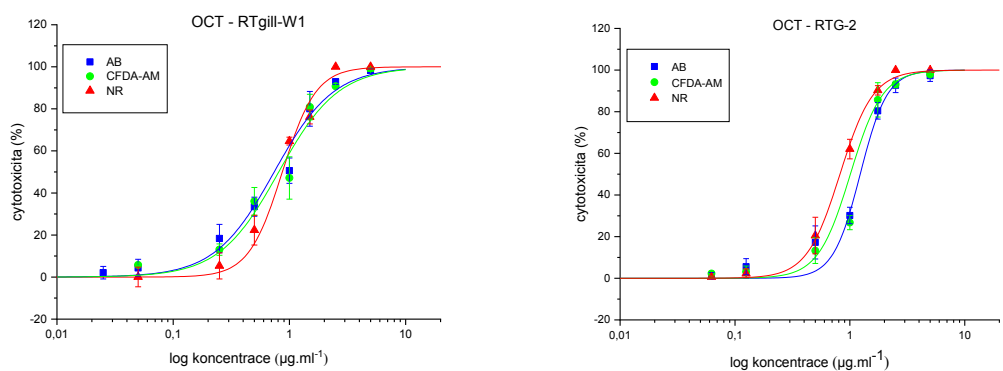 OCT - RTgill-W1
120
100
80
60
40
20
0
-20
cytotoxicita (%)
AB
CFDA-AM
NR
0,01
0,1
1
10
log koncentrace (µg.ml-1)
OCT - RTG-2
120
100
80
60
40
20
0
-20
cytotoxicita (%)
AB
CFDA-AM
NR
0,01
0,1
1
10
log koncentrace (µg.ml-1)